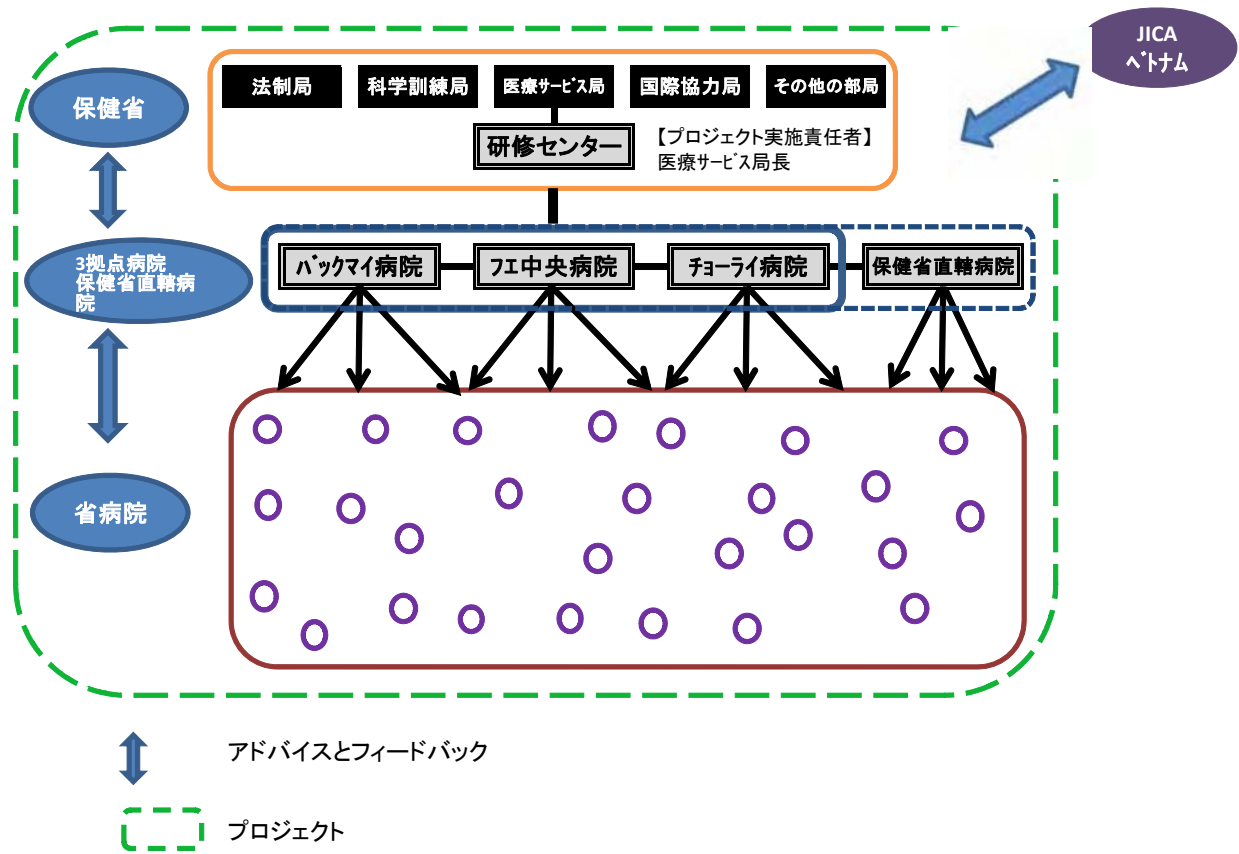 JICA
ベトナム
保健省
法制局
科学訓練局
医療サービス局
国際協力局
その他の部局
研修センター
【プロジェクト実施責任者】
医療サービス局長
3拠点病院
保健省直轄病
院
バックマイ病院
フエ中央病院
チョーライ病院
保健省直轄病院
省病院
アドバイスとフィードバック
プロジェクト